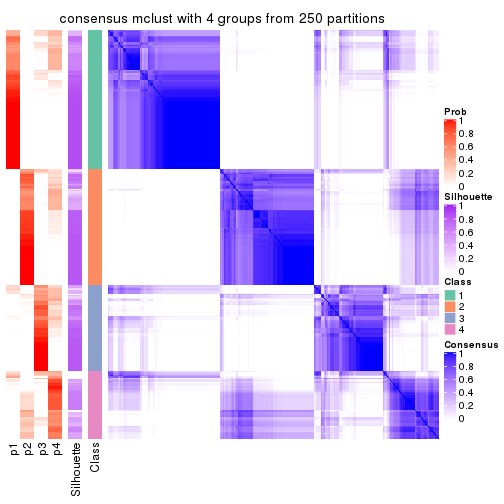 consensus mclust with 4 groups from 250 partitions
Prob
1
0.8
0.6
0.4
0.2
0
Silhouette
1
0.8
0.6
0.4
0.2
0
Class
1
2
3
4
Consensus
1
0.8
0.6
0.4
0.2
0
p1
p2
p3
p4
Silhouette
Class